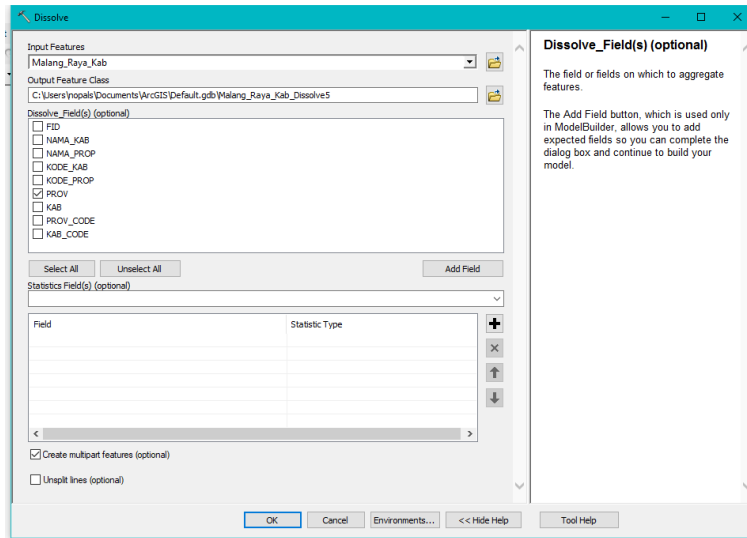 Dissolve
Input Features
Malang_Raya_Kab
Output Feature Class
C:\Users\nopals\Documents\ArcGIS\Default.gdb\Malang_Raya_Kab_Dissolve5
Dissolve_Field(s) (optional)
FID
NAMA_KAB
NAMA_PROP
KODE_KAB
KODE_PROP
PROV
KAB
PROV_CODE
KAB_CODE
Select All Unselect All Add Field
Statistics Field(s) (optional)
Field Statistic Type
Create multipart features (optional)
Unsplit lines (optional)
OK Cancel Environments... << Hide Help Tool Help
Dissolve_Field(s) (optional)
The field or fields on which to aggregate
features.
The Add Field button, which is used only
in ModelBuilder, allows you to add
expected fields so you can complete the
dialog box and continue to build your
model.